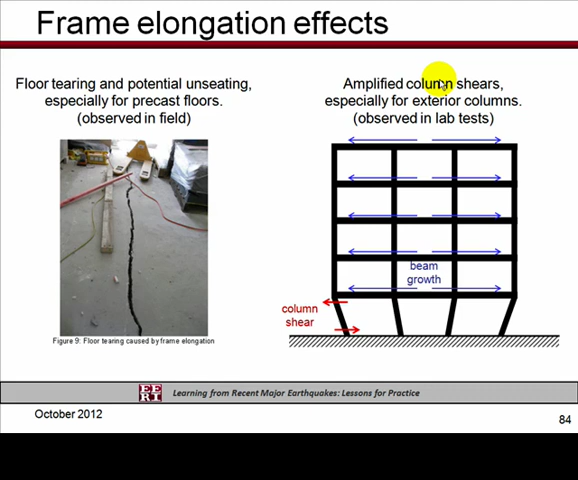 Frame elongation effects
Floor tearing and potential unseating,
especially for precast floors.
(observed in field)
Amplified column shears,
especially for exterior columns.
(observed in lab tests)
beam
growth
column
shear
Figure 9: Floor tearing caused by frame elongation
EE
RI
Learning from Recent Major Earthquakes: Lessons for Practice
October 2012
84